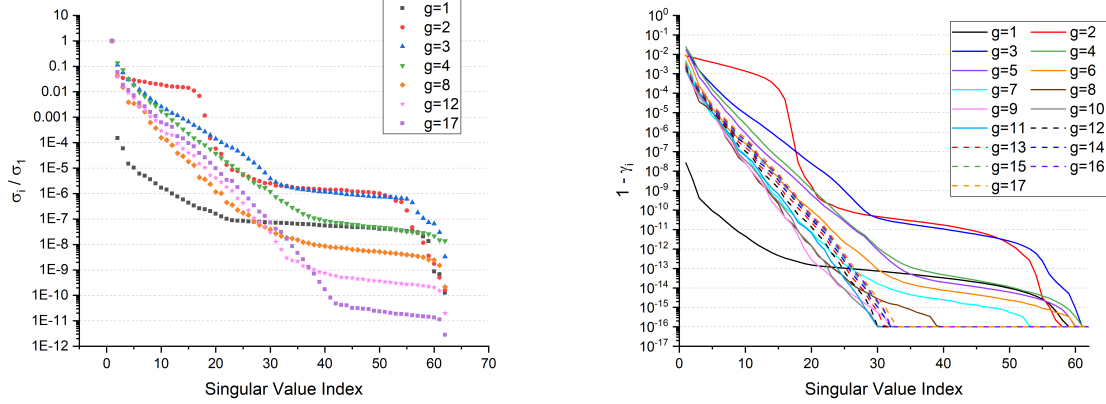 10
1
0.1
0.01
0.001
1E-4
1E-5
1E-6
1E-7
1E-8
1E-9
1E-10
1E-11
1E-12
σi / σ1
0 10 20 30 40 50 60 70
Singular Value Index
g=1
g=2
g=3
g=4
g=8
g=12
g=17
10^0
10^-1
10^-2
10^-3
10^-4
10^-5
10^-6
10^-7
10^-8
10^-9
10^-10
10^-11
10^-12
10^-13
10^-14
10^-15
10^-16
10^-17
1 - γi
0 10 20 30 40 50 60
Singular Value Index
g=1 g=2
g=3 g=4
g=5 g=6
g=7 g=8
g=9 g=10
g=11 g=12
g=13 g=14
g=15 g=16
g=17